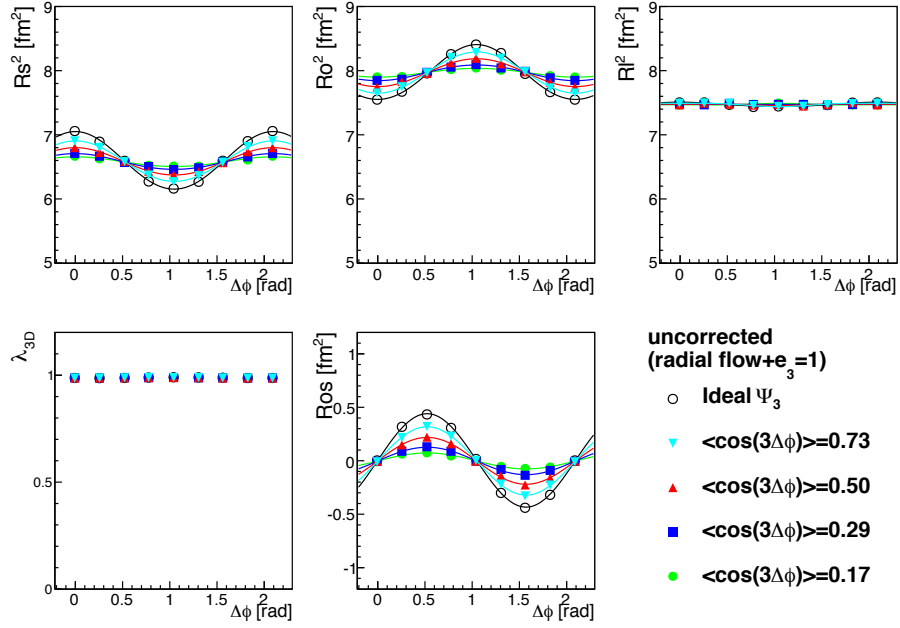 Rs² [fm²]
9
8
7
6
5
0
0.5
1
1.5
2
Δφ [rad]
Ro² [fm²]
9
8
7
6
5
0
0.5
1
1.5
2
Δφ [rad]
Rl² [fm²]
9
8
7
6
5
0
0.5
1
1.5
2
Δφ [rad]
λ3D
1
0.5
0
0
0.5
1
1.5
2
Δφ [rad]
Ros [fm²]
1
0.5
0
-0.5
-1
0
0.5
1
1.5
2
Δφ [rad]
uncorrected
(radial flow+e₃=1)
Ideal Ψ₃
<cos(3Δφ)>=0.73
<cos(3Δφ)>=0.50
<cos(3Δφ)>=0.29
<cos(3Δφ)>=0.17